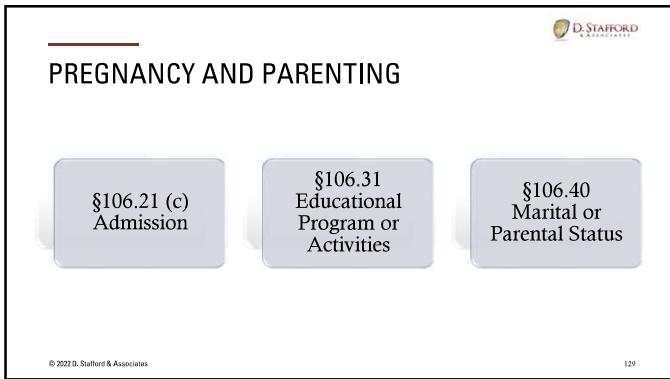 D. STAFFORD
& ASSOCIATES
PREGNANCY AND PARENTING
§106.21 (c)
Admission
§106.31
Educational
Program or
Activities
§106.40
Marital or
Parental Status
© 2022 D. Stafford & Associates
129